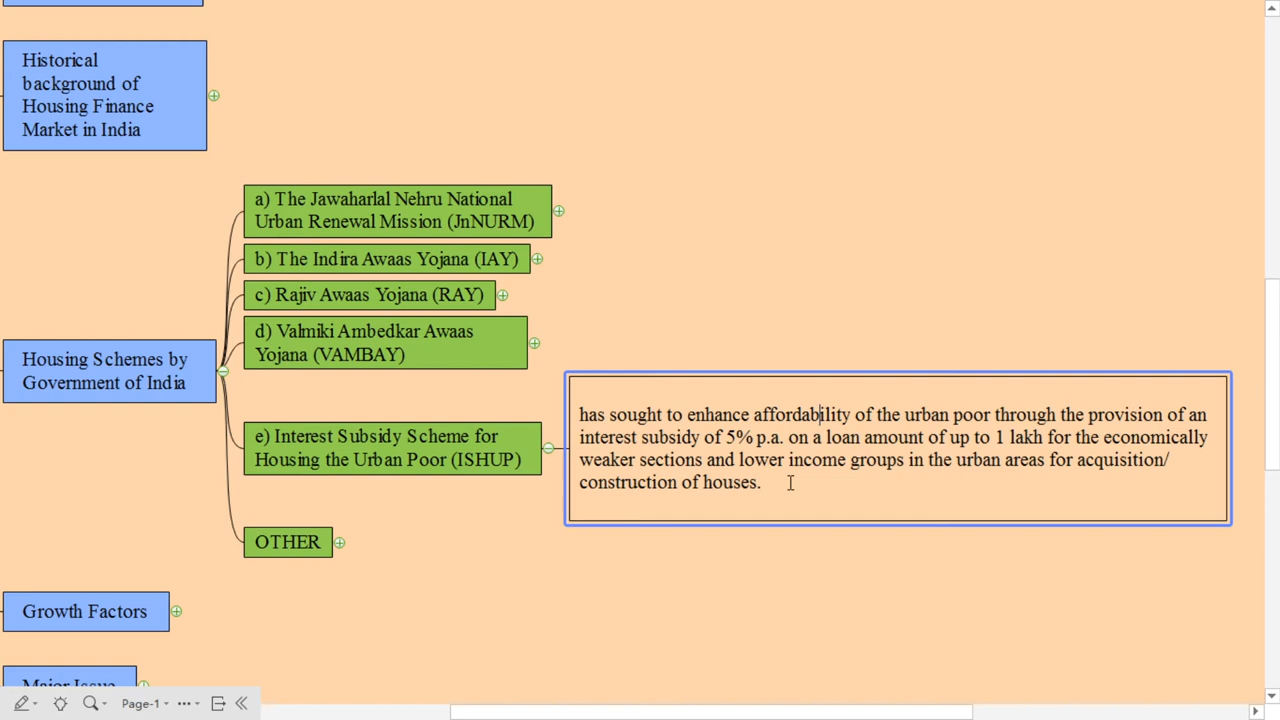 Historical
background of
Housing Finance
Market in India
a) The Jawaharlal Nehru National
Urban Renewal Mission (JnNURM)
b) The Indira Awaas Yojana (IAY)
c) Rajiv Awaas Yojana (RAY)
d) Valmiki Ambedkar Awaas
Yojana (VAMBAY)
Housing Schemes by
Government of India
has sought to enhance affordability of the urban poor through the provision of an
interest subsidy of 5% p.a. on a loan amount of up to 1 lakh for the economically
weaker sections and lower income groups in the urban areas for acquisition/
construction of houses.
e) Interest Subsidy Scheme for
Housing the Urban Poor (ISHUP)
OTHER
Growth Factors
Major Issue
Page-1